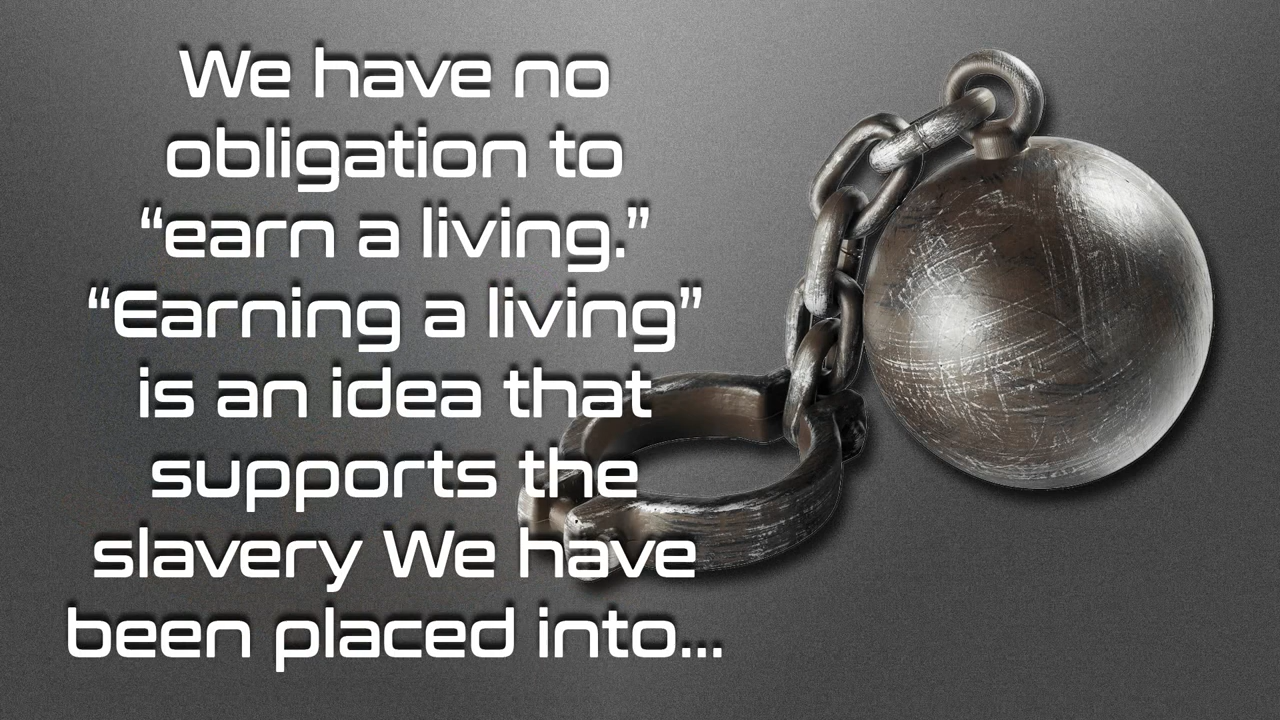 We have no
obligation to
“earn a living.”
“Earning a living”
is an idea that
supports the
slavery We have
been placed into...